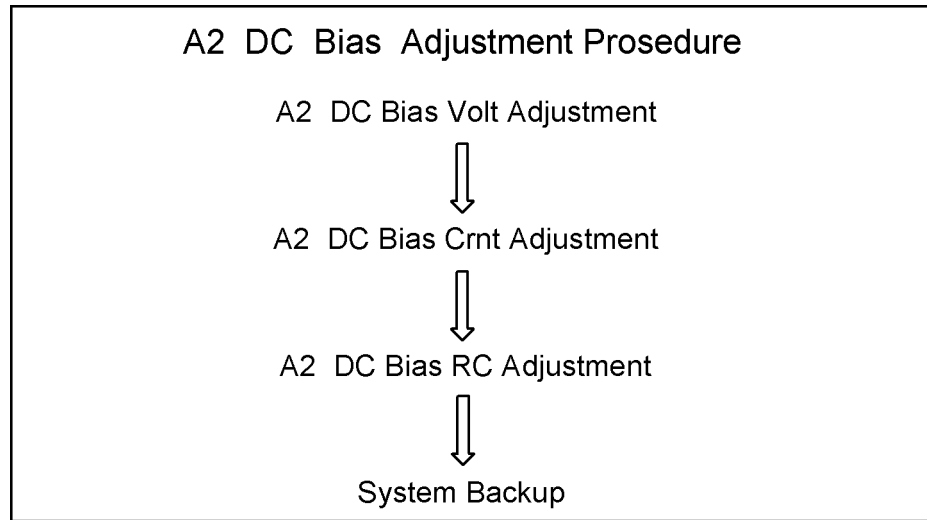 A2 DC Bias Adjustment Prosedure
A2 DC Bias Volt Adjustment
A2 DC Bias Crnt Adjustment
A2 DC Bias RC Adjustment
System Backup